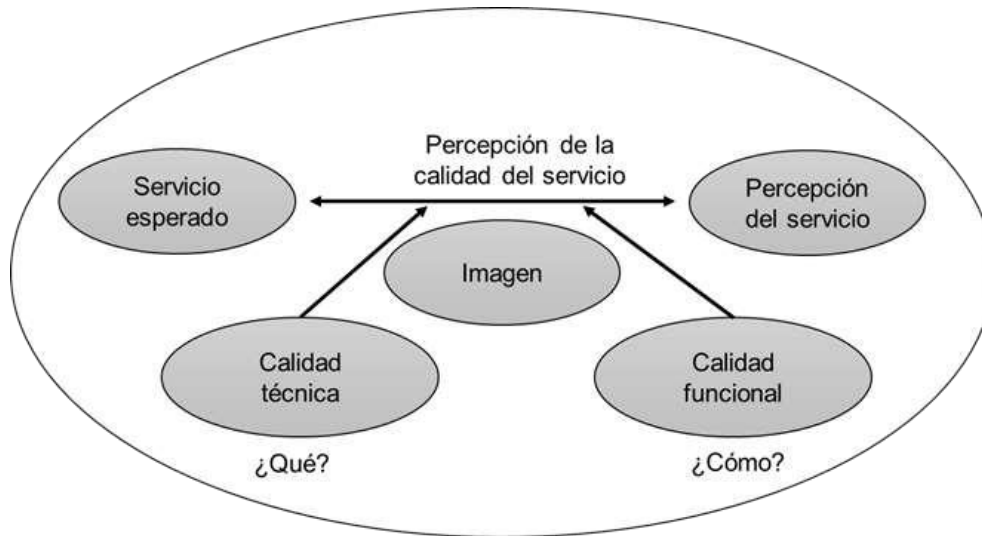 Percepción de la
calidad del servicio
Servicio
esperado
Percepción
del servicio
Imagen
Calidad
técnica
Calidad
funcional
¿Qué?
¿Cómo?